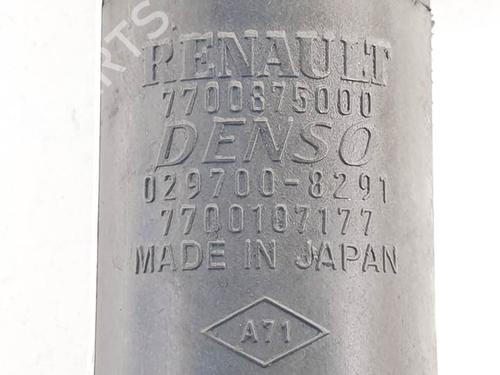 RENAULT
7700875000
DENSO
029700-8291
7700107177
MADE IN JAPAN
A71